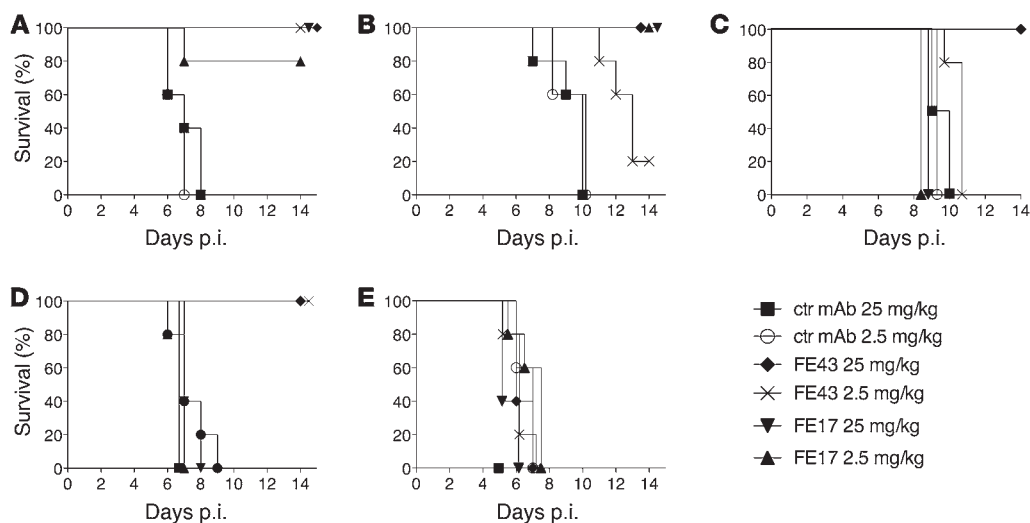 A
Survival (%)
100
80
60
40
20
0
0 2 4 6 8 10 12 14
Days p.i.
B
100
80
60
40
20
0
0 2 4 6 8 10 12 14
Days p.i.
C
100
80
60
40
20
0
0 2 4 6 8 10 12 14
Days p.i.
D
Survival (%)
100
80
60
40
20
0
0 2 4 6 8 10 12 14
Days p.i.
E
100
80
60
40
20
0
0 2 4 6 8 10 12 14
Days p.i.
ctr mAb 25 mg/kg
ctr mAb 2.5 mg/kg
FE43 25 mg/kg
FE43 2.5 mg/kg
FE17 25 mg/kg
FE17 2.5 mg/kg